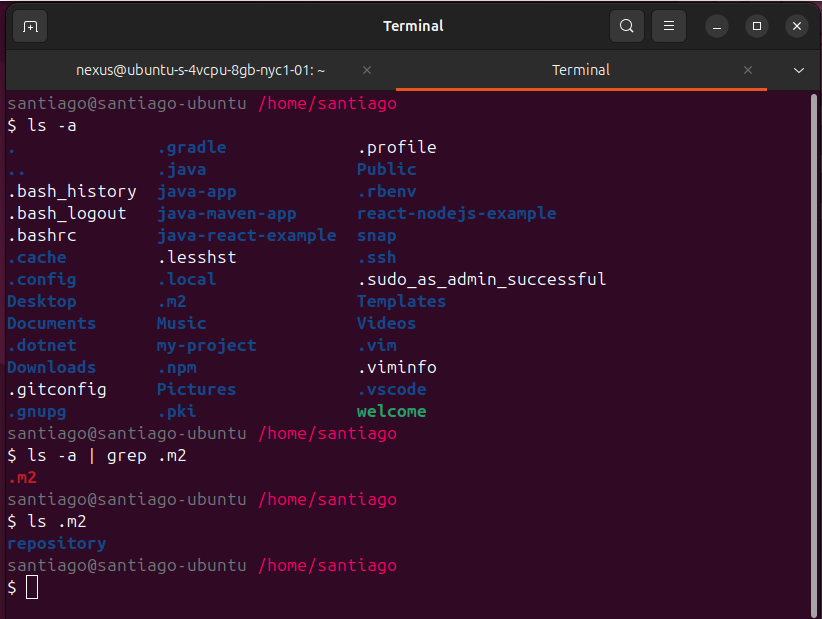 Terminal
nexus@ubuntu-s-4vcpu-8gb-nyc1-01: ~ Terminal
santiago@santiago-ubuntu /home/santiago
$ ls -a
. .gradle .profile
.. .java Public
.bash_history java-app .rbenv
.bash_logout java-maven-app react-nodejs-example
.bashrc java-react-example snap
.cache .lesshst .ssh
.config .local .sudo_as_admin_successful
Desktop .m2 Templates
Documents Music Videos
.dotnet my-project .vim
Downloads .npm .viminfo
.gitconfig Pictures .vscode
.gnupg .pki welcome
santiago@santiago-ubuntu /home/santiago
$ ls -a | grep .m2
.m2
santiago@santiago-ubuntu /home/santiago
$ ls .m2
repository
santiago@santiago-ubuntu /home/santiago
$